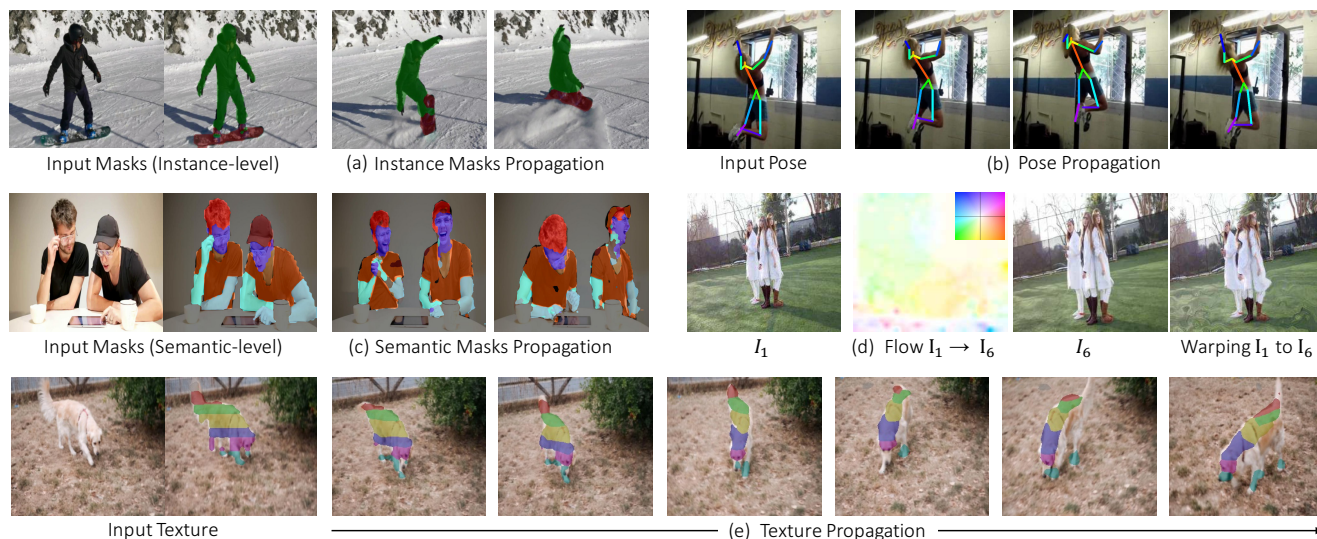 Input Masks (Instance-level)
(a) Instance Masks Propagation
Input Pose
(b) Pose Propagation
Input Masks (Semantic-level)
(c) Semantic Masks Propagation
I₁
(d) Flow I₁ → I₆
I₆
Warping I₁ to I₆
Input Texture
(e) Texture Propagation